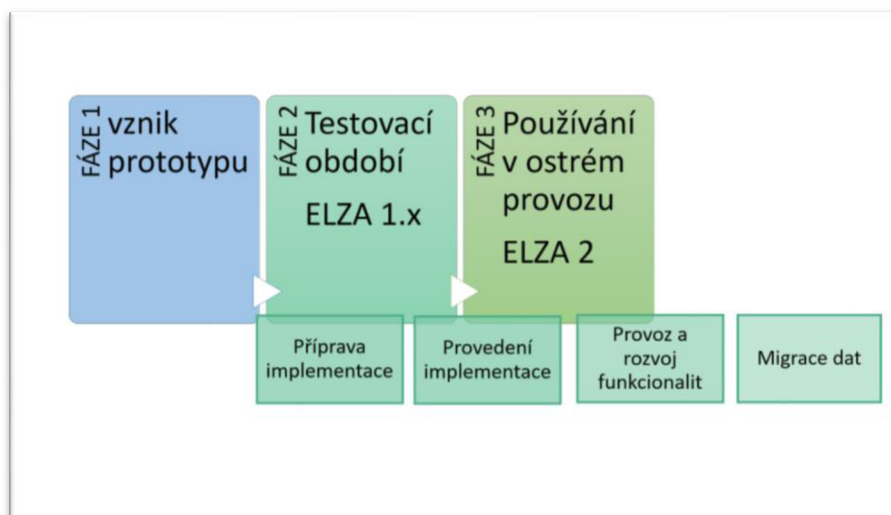 FÁZE 1
vznik
prototypu
FÁZE 2
Testovací
období
ELZA 1.x
FÁZE 3
Používání
v ostrém
provozu
ELZA 2
Příprava
implementace
Provedení
implementace
Provoz a
rozvoj
funkcionalit
Migrace dat